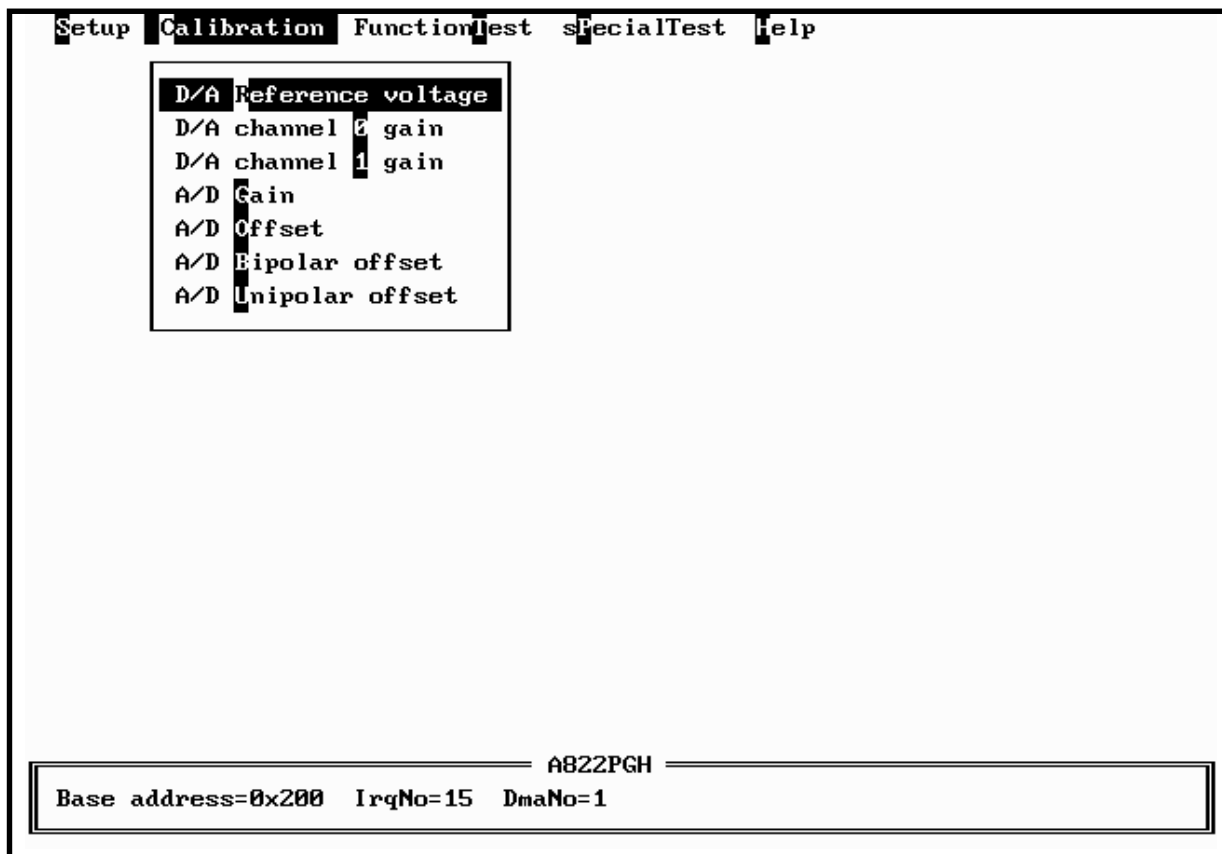 Setup Calibration FunctionTest sPecialTest Help
D/A Reference voltage
D/A channel 0 gain
D/A channel 1 gain
A/D Gain
A/D Offset
A/D Bipolar offset
A/D Unipolar offset
A822PGH
Base address=0x200 IrqNo=15 DmaNo=1